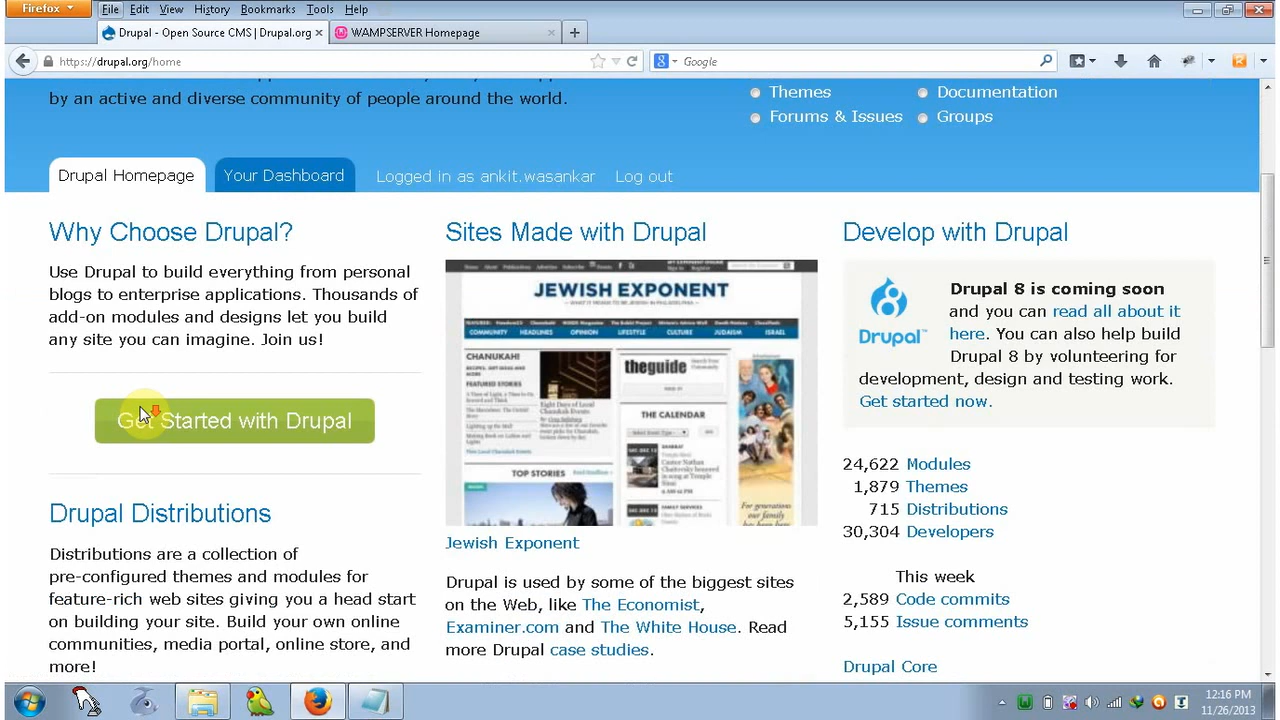 Firefox
File Edit View History Bookmarks Tools Help
Drupal - Open Source CMS | Drupal.org
WAMPSERVER Homepage
https://drupal.org/home
Google
by an active and diverse community of people around the world.
Themes
Documentation
Forums & Issues
Groups
Drupal Homepage
Your Dashboard
Logged in as ankit.wasankar
Log out
Why Choose Drupal?
Use Drupal to build everything from personal
blogs to enterprise applications. Thousands of
add-on modules and designs let you build
any site you can imagine. Join us!
Get Started with Drupal
Drupal Distributions
Distributions are a collection of
pre-configured themes and modules for
feature-rich web sites giving you a head start
on building your site. Build your own online
communities, media portal, online store, and
more!
Sites Made with Drupal
JEWISH EXPONENT
COMMUNITY HEADLINES OPINION LIFESTYLE CULTURE JUDAISM ISRAEL
CHANUKAH!
FEATURED STORIES
theguide
THE CALENDAR
TOP STORIES
Jewish Exponent
Drupal is used by some of the biggest sites
on the Web, like The Economist,
Examiner.com and The White House. Read
more Drupal case studies.
Develop with Drupal
Drupal
Drupal 8 is coming soon
and you can read all about it
here. You can also help build
Drupal 8 by volunteering for
development, design and testing work.
Get started now.
24,622 Modules
1,879 Themes
715 Distributions
30,304 Developers
This week
2,589 Code commits
5,155 Issue comments
Drupal Core
12:16 PM
11/26/2013